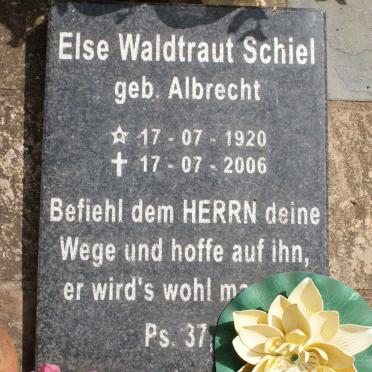 Else Waldtraut Schiel
geb. Albrecht
☆ 17 - 07 - 1920
✝ 17 - 07 - 2006
Befiehl dem HERRN deine
Wege und hoffe auf ihn,
er wird's wohl
Ps. 37